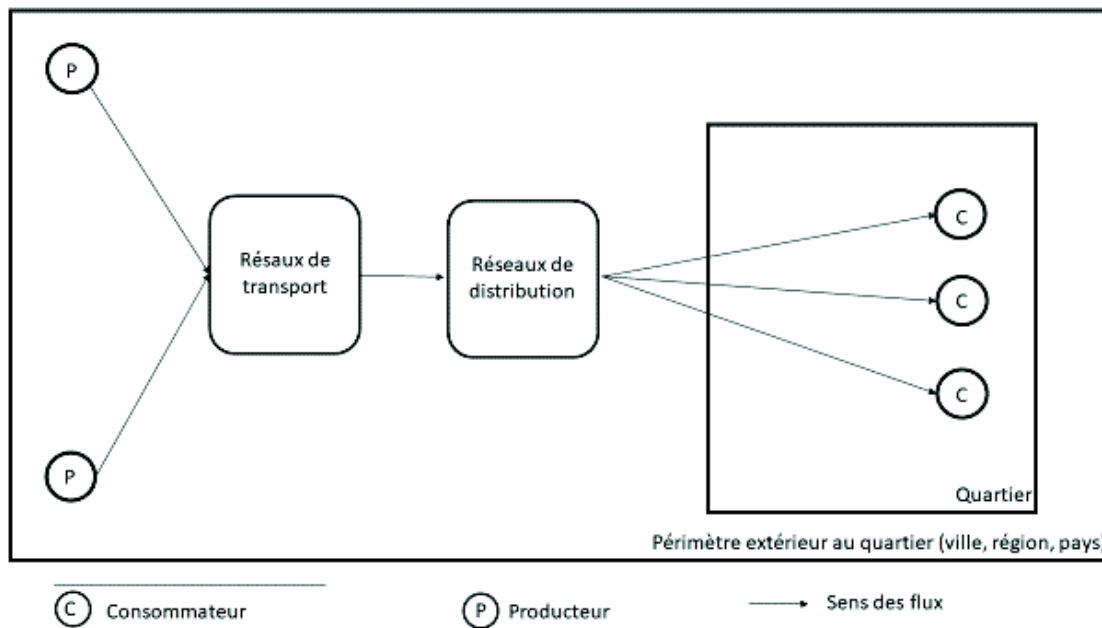 P
Résaux de
transport
Réseaux de
distribution
C
C
C
P
Quartier
Périmètre extérieur au quartier (ville, région, pays)
C Consommateur
P Producteur
Sens des flux